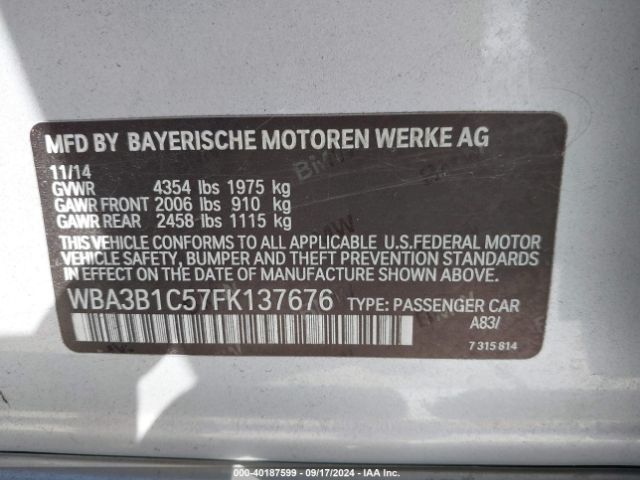 MFD BY BAYERISCHE MOTOREN WERKE AG
11/14
GVWR 4354 lbs 1975 kg
GAWR FRONT 2006 lbs 910 kg
GAWR REAR 2458 lbs 1115 kg
THIS VEHICLE CONFORMS TO ALL APPLICABLE U.S.FEDERAL MOTOR
VEHICLE SAFETY, BUMPER AND THEFT PREVENTION STANDARDS
IN EFFECT ON THE DATE OF MANUFACTURE SHOWN ABOVE.
WBA3B1C57FK137676 TYPE: PASSENGER CAR
A83/
7 315 814
000-40187599 - 09/17/2024 - IAA Inc.